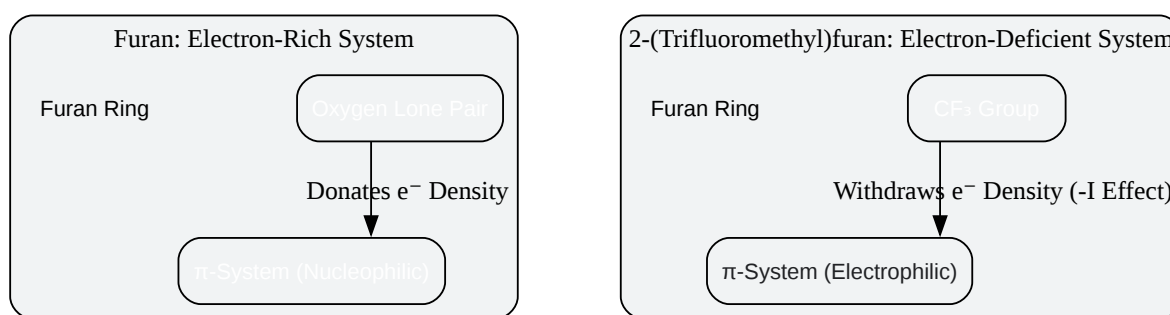 Furan: Electron-Rich System
Furan Ring
Oxygen Lone Pair
Donates e⁻ Density
π-System (Nucleophilic)
2-(Trifluoromethyl)furan: Electron-Deficient System
Furan Ring
CF₃ Group
Withdraws e⁻ Density (-I Effect)
π-System (Electrophilic)